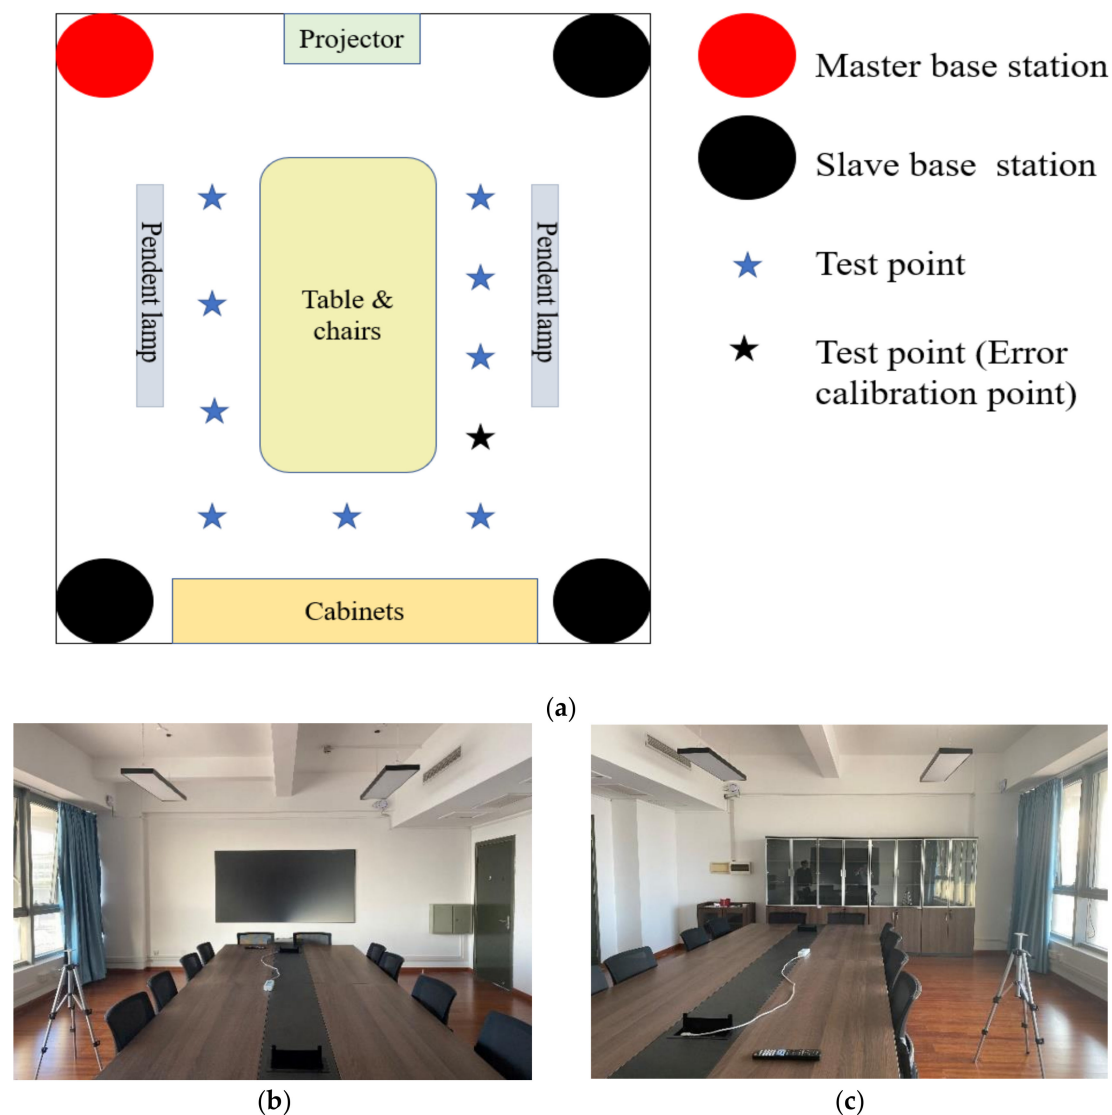 Projector
Master base station
Slave base station
Pendent lamp
Pendent lamp
Test point
Table &
chairs
Test point (Error
calibration point)
Cabinets
(a)
(b)
(c)